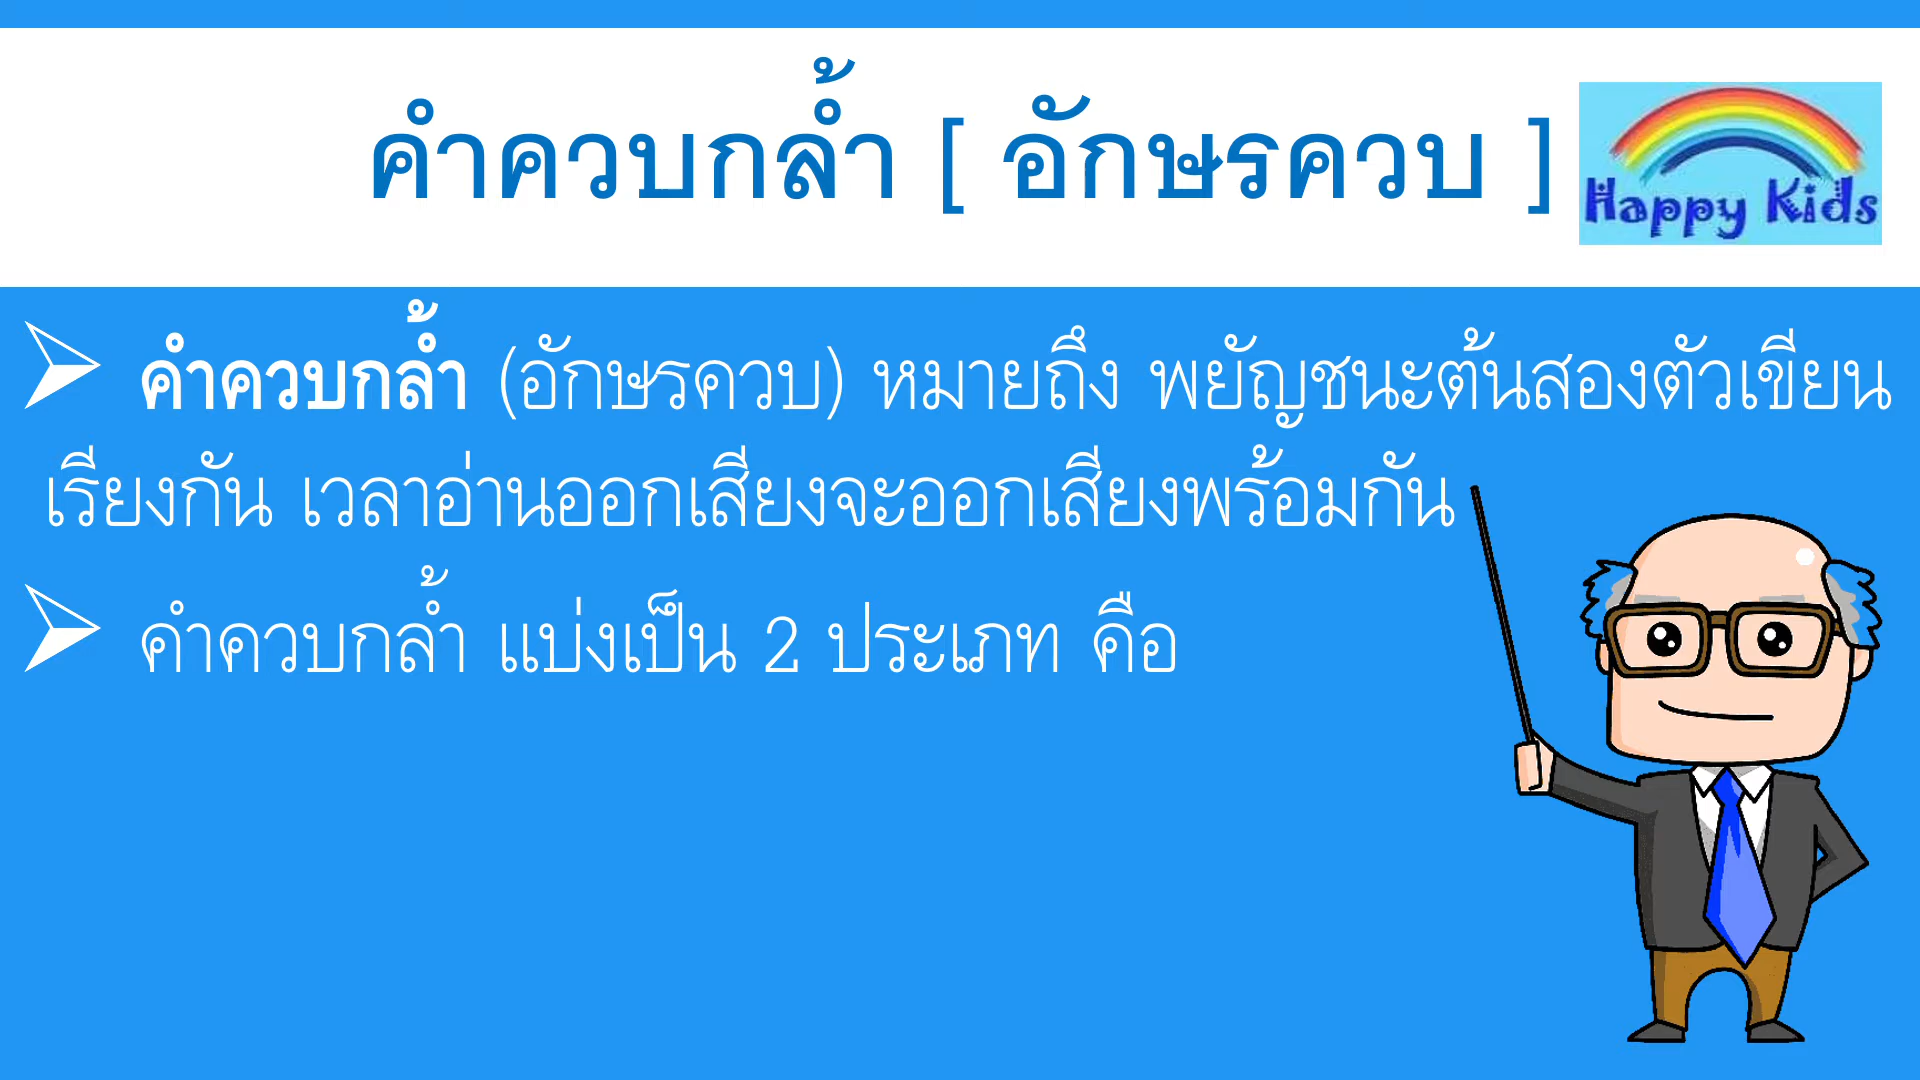 คำควบกล้ำ [ อักษรควบ ]
Happy Kids
คำควบกล้ำ (อักษรควบ) หมายถึง พยัญชนะต้นสองตัวเขียน
เรียงกัน เวลาอ่านออกเสียงจะออกเสียงพร้อมกัน
คำควบกล้ำ แบ่งเป็น 2 ประเภท คือ